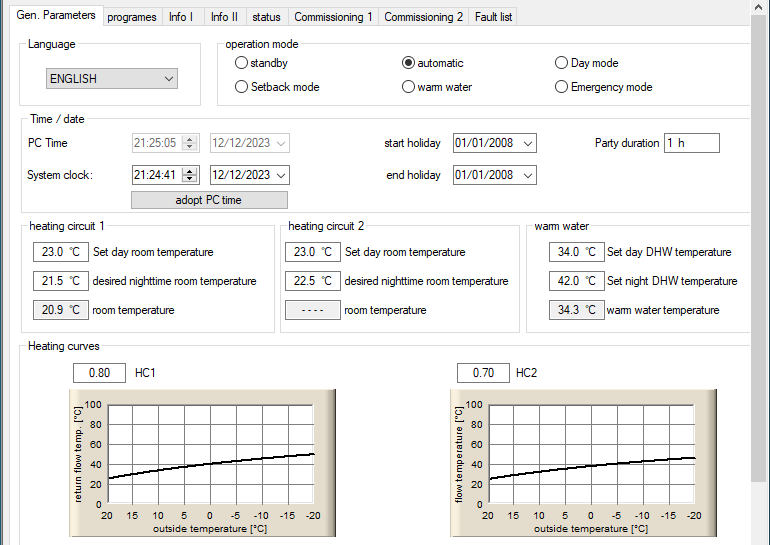 Gen. Parameters programes Info I Info II status Commissioning 1 Commissioning 2 Fault list
Language
ENGLISH
operation mode
standby automatic Day mode
Setback mode warm water Emergency mode
Time / date
PC Time 21:25:05 12/12/2023 start holiday 01/01/2008 Party duration 1 h
System clock: 21:24:41 12/12/2023 end holiday 01/01/2008
adopt PC time
heating circuit 1
23.0 °C Set day room temperature
21.5 °C desired nighttime room temperature
20.9 °C room temperature
heating circuit 2
23.0 °C Set day room temperature
22.5 °C desired nighttime room temperature
---- room temperature
warm water
34.0 °C Set day DHW temperature
42.0 °C Set night DHW temperature
34.3 °C warm water temperature
Heating curves
0.80 HC1
return flow temp. [°C]
100
80
60
40
20
0
20 15 10 5 0 -5 -10 -15 -20
outside temperature [°C]
0.70 HC2
flow temperature [°C]
100
80
60
40
20
0
20 15 10 5 0 -5 -10 -15 -20
outside temperature [°C]